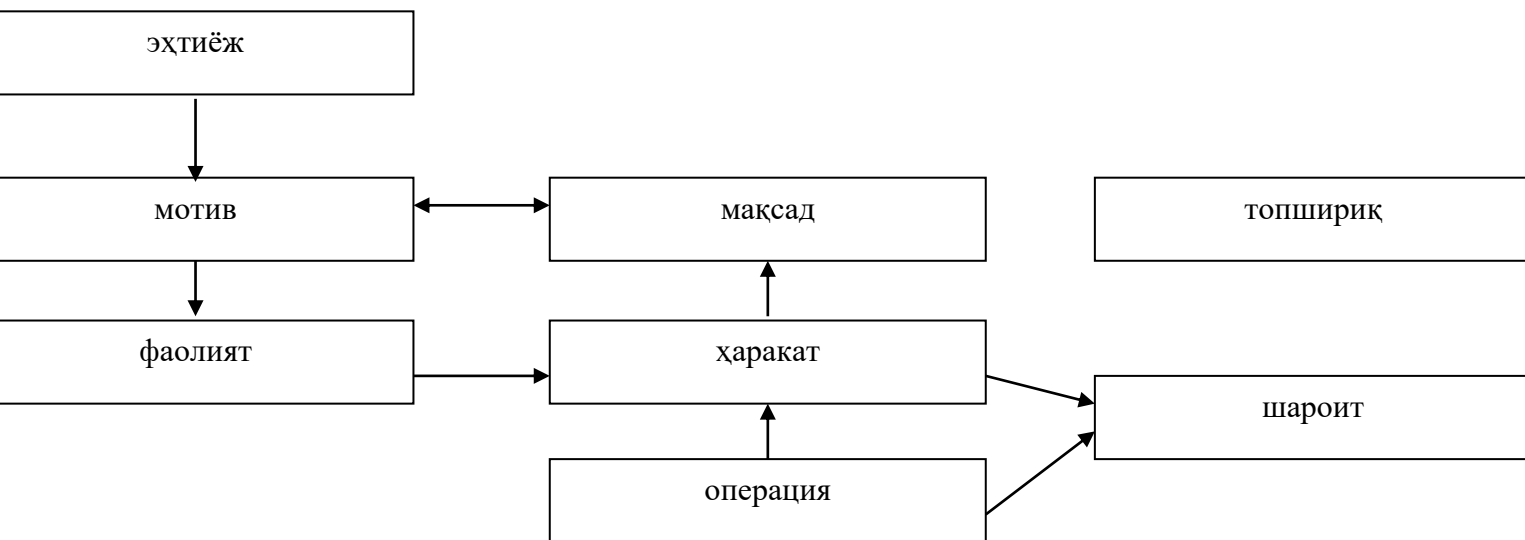 эҳтиёж
мотив
мақсад
топшириқ
фаолият
ҳаракат
шароит
операция